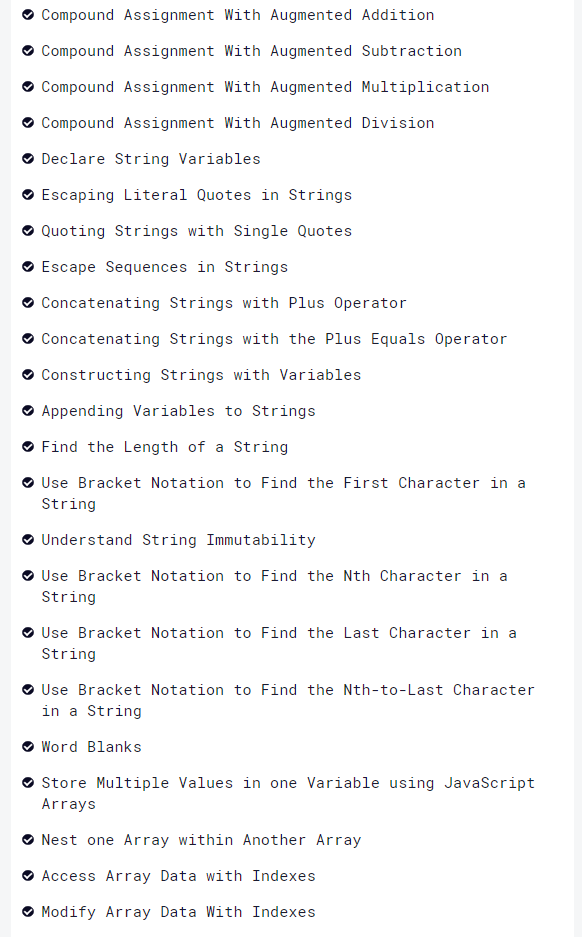 Compound Assignment With Augmented Addition
Compound Assignment With Augmented Subtraction
Compound Assignment With Augmented Multiplication
Compound Assignment With Augmented Division
Declare String Variables
Escaping Literal Quotes in Strings
Quoting Strings with Single Quotes
Escape Sequences in Strings
Concatenating Strings with Plus Operator
Concatenating Strings with the Plus Equals Operator
Constructing Strings with Variables
Appending Variables to Strings
Find the Length of a String
Use Bracket Notation to Find the First Character in a
String
Understand String Immutability
Use Bracket Notation to Find the Nth Character in a
String
Use Bracket Notation to Find the Last Character in a
String
Use Bracket Notation to Find the Nth-to-Last Character
in a String
Word Blanks
Store Multiple Values in one Variable using JavaScript
Arrays
Nest one Array within Another Array
Access Array Data with Indexes
Modify Array Data With Indexes